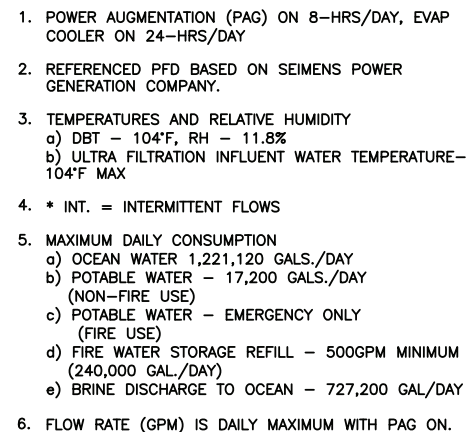 1. POWER AUGMENTATION (PAG) ON 8-HRS/DAY, EVAP
COOLER ON 24-HRS/DAY
2. REFERENCED PFD BASED ON SEIMENS POWER
GENERATION COMPANY.
3. TEMPERATURES AND RELATIVE HUMIDITY
a) DBT – 104°F, RH – 11.8%
b) ULTRA FILTRATION INFLUENT WATER TEMPERATURE–
104°F MAX
4. * INT. = INTERMITTENT FLOWS
5. MAXIMUM DAILY CONSUMPTION
a) OCEAN WATER 1,221,120 GALS./DAY
b) POTABLE WATER – 17,200 GALS./DAY
(NON-FIRE USE)
c) POTABLE WATER – EMERGENCY ONLY
(FIRE USE)
d) FIRE WATER STORAGE REFILL – 500GPM MINIMUM
(240,000 GAL./DAY)
e) BRINE DISCHARGE TO OCEAN – 727,200 GAL/DAY
6. FLOW RATE (GPM) IS DAILY MAXIMUM WITH PAG ON.